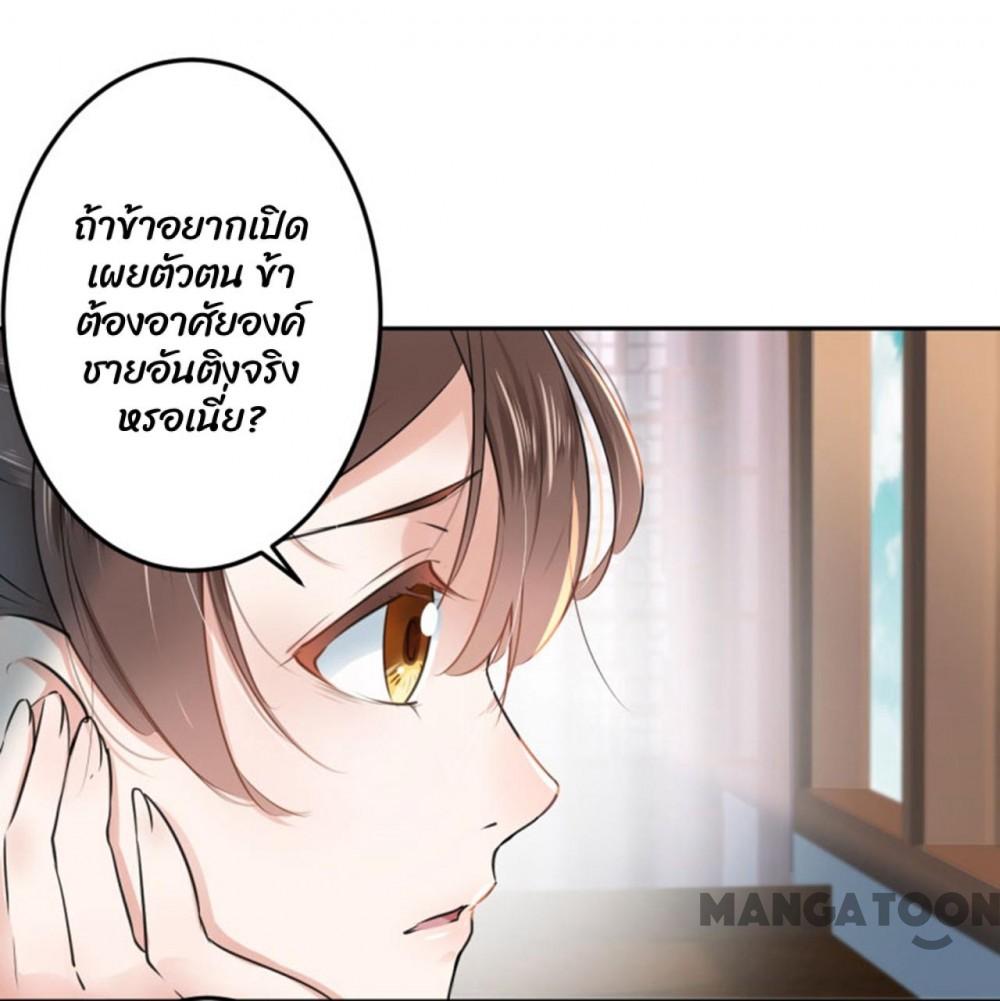 ถ้าข้าอยากเปิด
เผยตัวตน ข้า
ต้องอาศัยองค์
ชายอันติงจริง
หรอเนี่ย?
MANGATOON